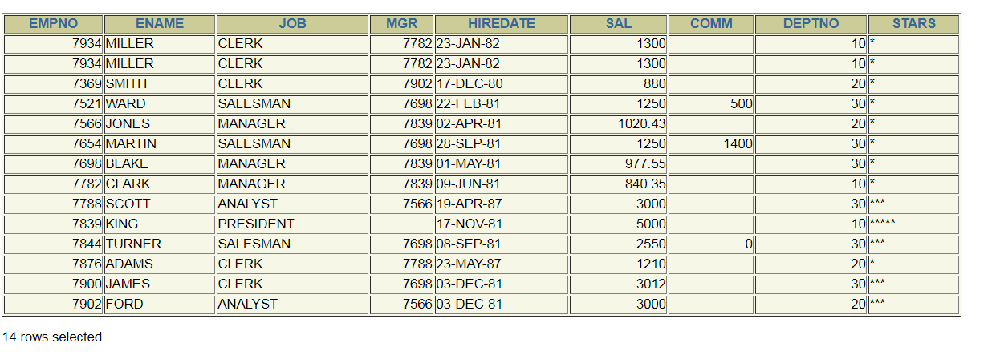 EMPNO ENAME JOB MGR HIREDATE SAL COMM DEPTNO STARS
7934 MILLER CLERK 7782 23-JAN-82 1300 10 *
7934 MILLER CLERK 7782 23-JAN-82 1300 10 *
7369 SMITH CLERK 7902 17-DEC-80 880 20 *
7521 WARD SALESMAN 7698 22-FEB-81 1250 500 30 *
7566 JONES MANAGER 7839 02-APR-81 1020.43 20 *
7654 MARTIN SALESMAN 7698 28-SEP-81 1250 1400 30 *
7698 BLAKE MANAGER 7839 01-MAY-81 977.55 30 *
7782 CLARK MANAGER 7839 09-JUN-81 840.35 10 *
7788 SCOTT ANALYST 7566 19-APR-87 3000 30 ***
7839 KING PRESIDENT 17-NOV-81 5000 10 *****
7844 TURNER SALESMAN 7698 08-SEP-81 2550 0 30 ***
7876 ADAMS CLERK 7788 23-MAY-87 1210 20 *
7900 JAMES CLERK 7698 03-DEC-81 3012 30 ***
7902 FORD ANALYST 7566 03-DEC-81 3000 20 ***
14 rows selected.